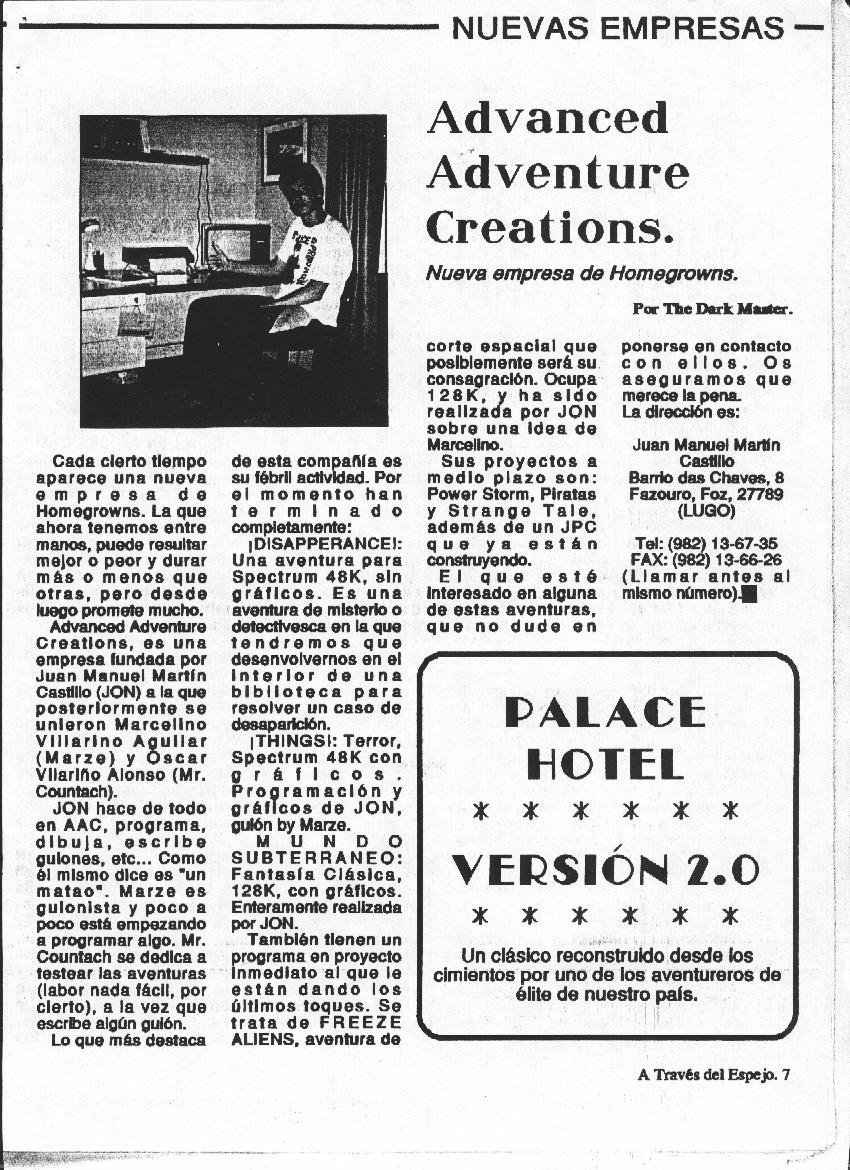 NUEVAS EMPRESAS
Advanced
Adventure
Creations.
Nueva empresa de Homegrowns.
Por The Dark Master.
Cada cierto tiempo
aparece una nueva
empresa de
Homegrowns. La que
ahora tenemos entre
manos, puede resultar
mejor o peor y durar
más o menos que
otras, pero desde
luego promete mucho.
Advanced Adventure
Creations, es una
empresa fundada por
Juan Manuel Martín
Castillo (JON) a la que
posteriormente se
unieron Marcelino
Villarino Aguilar
(Marze) y Oscar
Vilariño Alonso (Mr.
Countach).
JON hace de todo
en AAC, programa,
dibuja, escribe
guiones, etc... Como
él mismo dice es "un
matao". Marze es
guionista y poco a
poco está empezando
a programar algo. Mr.
Countach se dedica a
testear las aventuras
(labor nada fácil, por
cierto), a la vez que
escribe algún guión.
Lo que más destaca
de esta compañía es
su fébril actividad. Por
el momento han
terminado
completamente:
¡DISAPPERANCE!:
Una aventura para
Spectrum 48K, sin
gráficos. Es una
aventura de misterio o
detectivesca en la que
tendremos que
desenvolvernos en el
interior de una
biblioteca para
resolver un caso de
desaparición.
¡THINGS!: Terror,
Spectrum 48K con
gráficos.
Programación y
gráficos de JON,
guión by Marze.
MUNDO
SUBTERRANEO:
Fantasía Clásica,
128K, con gráficos.
Enteramente realizada
por JON.
También tienen un
programa en proyecto
inmediato al que le
están dando los
últimos toques. Se
trata de FREEZE
ALIENS, aventura de
corte espacial que
posiblemente será su
consagración. Ocupa
128K, y ha sido
realizada por JON
sobre una idea de
Marcelino.
Sus proyectos a
medio plazo son:
Power Storm, Piratas
y Strange Tale,
además de un JPC
que ya están
construyendo.
El que esté
interesado en alguna
de estas aventuras,
que no dude en
ponerse en contacto
con ellos. Os
aseguramos que
merece la pena.
La dirección es:
Juan Manuel Martín
Castillo
Barrio das Chaves, 8
Fazouro, Foz, 27789
(LUGO)
Tel: (982) 13-67-35
FAX: (982) 13-66-26
(Llamar antes al
mismo número).
PALACE
HOTEL
* * * * * *
VERSIÓN 2.0
* * * * * *
Un clásico reconstruido desde los
cimientos por uno de los aventureros de
élite de nuestro país.
A Través del Espejo. 7